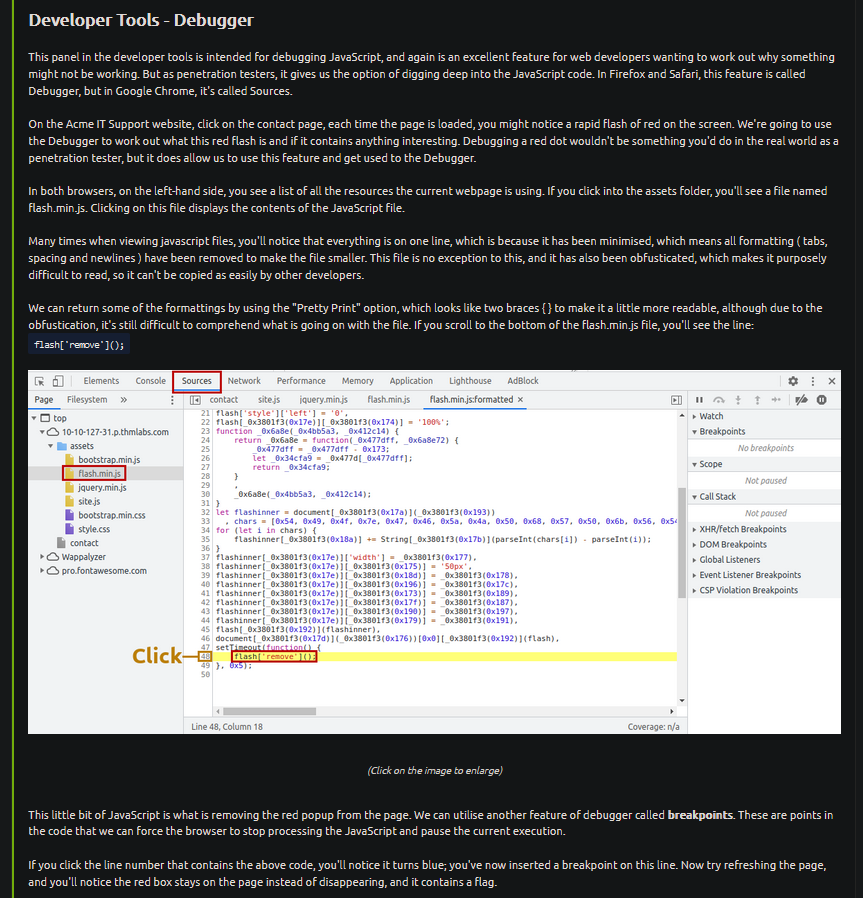 Developer Tools - Debugger
This panel in the developer tools is intended for debugging JavaScript, and again is an excellent feature for web developers wanting to work out why something
might not be working. But as penetration testers, it gives us the option of digging deep into the JavaScript code. In Firefox and Safari, this feature is called
Debugger, but in Google Chrome, it's called Sources.
On the Acme IT Support website, click on the contact page, each time the page is loaded, you might notice a rapid flash of red on the screen. We're going to use
the Debugger to work out what this red flash is and if it contains anything interesting. Debugging a red dot wouldn't be something you'd do in the real world as a
penetration tester, but it does allow us to use this feature and get used to the Debugger.
In both browsers, on the left-hand side, you see a list of all the resources the current webpage is using. If you click into the assets folder, you'll see a file named
flash.min.js. Clicking on this file displays the contents of the JavaScript file.
Many times when viewing javascript files, you'll notice that everything is on one line, which is because it has been minimised, which means all formatting ( tabs,
spacing and newlines ) have been removed to make the file smaller. This file is no exception to this, and it has also been obfusticated, which makes it purposely
difficult to read, so it can't be copied as easily by other developers.
We can return some of the formattings by using the "Pretty Print" option, which looks like two braces { } to make it a little more readable, although due to the
obfustication, it's still difficult to comprehend what is going on with the file. If you scroll to the bottom of the flash.min.js file, you'll see the line:
flash['remove']();
Elements Console Sources Network Performance Memory Application Lighthouse AdBlock
Page Filesystem » contact site.js jquery.min.js flash.min.js flash.min.js:formatted ×
top
10-10-127-31.p.thmlabs.com
assets
bootstrap.min.js
flash.min.js
jquery.min.js
site.js
bootstrap.min.css
style.css
contact
Wappalyzer
pro.fontawesome.com
21 flash['style']['left'] = '0',
22 flash[_0x3801f3(0x17e)][_0x3801f3(0x174)] = '100%';
23 function _0x6a8e(_0x4bb5a3, _0x412c14) {
24 return _0x6a8e = function(_0x477dff, _0x6a8e72) {
25 _0x477dff = _0x477dff - 0x173;
26 let _0x34cfa9 = _0x477d[_0x477dff];
27 return _0x34cfa9;
28 }
29 ,
30 _0x6a8e(_0x4bb5a3, _0x412c14);
31 }
32 let flashinner = document[_0x3801f3(0x17a)](_0x3801f3(0x193))
33 , chars = [0x54, 0x49, 0x4f, 0x7e, 0x47, 0x46, 0x5a, 0x4a, 0x50, 0x68, 0x57, 0x50, 0x6b, 0x56, 0x54
34 for (let i in chars) {
35 flashinner[_0x3801f3(0x18a)] += String[_0x3801f3(0x17b)](parseInt(chars[i]) - parseInt(i));
36 }
37 flashinner[_0x3801f3(0x17e)]['width'] = _0x3801f3(0x177),
38 flashinner[_0x3801f3(0x17e)][_0x3801f3(0x175)] = '50px',
39 flashinner[_0x3801f3(0x17e)][_0x3801f3(0x18d)] = _0x3801f3(0x178),
40 flashinner[_0x3801f3(0x17e)][_0x3801f3(0x196)] = _0x3801f3(0x17c),
41 flashinner[_0x3801f3(0x17e)][_0x3801f3(0x173)] = _0x3801f3(0x189),
42 flashinner[_0x3801f3(0x17e)][_0x3801f3(0x17f)] = _0x3801f3(0x187),
43 flashinner[_0x3801f3(0x17e)][_0x3801f3(0x190)] = _0x3801f3(0x197),
44 flashinner[_0x3801f3(0x17e)][_0x3801f3(0x179)] = _0x3801f3(0x191),
45 flash[_0x3801f3(0x192)](flashinner),
46 document[_0x3801f3(0x17d)](_0x3801f3(0x176))[0x0][_0x3801f3(0x192)](flash),
47 setTimeout(function() {
Click
48 flash['remove']();
49 }, 0x5);
50
Line 48, Column 18
Coverage: n/a
Watch
Breakpoints
No breakpoints
Scope
Not paused
Call Stack
Not paused
XHR/fetch Breakpoints
DOM Breakpoints
Global Listeners
Event Listener Breakpoints
CSP Violation Breakpoints
(Click on the image to enlarge)
This little bit of JavaScript is what is removing the red popup from the page. We can utilise another feature of debugger called breakpoints. These are points in
the code that we can force the browser to stop processing the JavaScript and pause the current execution.
If you click the line number that contains the above code, you'll notice it turns blue; you've now inserted a breakpoint on this line. Now try refreshing the page,
and you'll notice the red box stays on the page instead of disappearing, and it contains a flag.